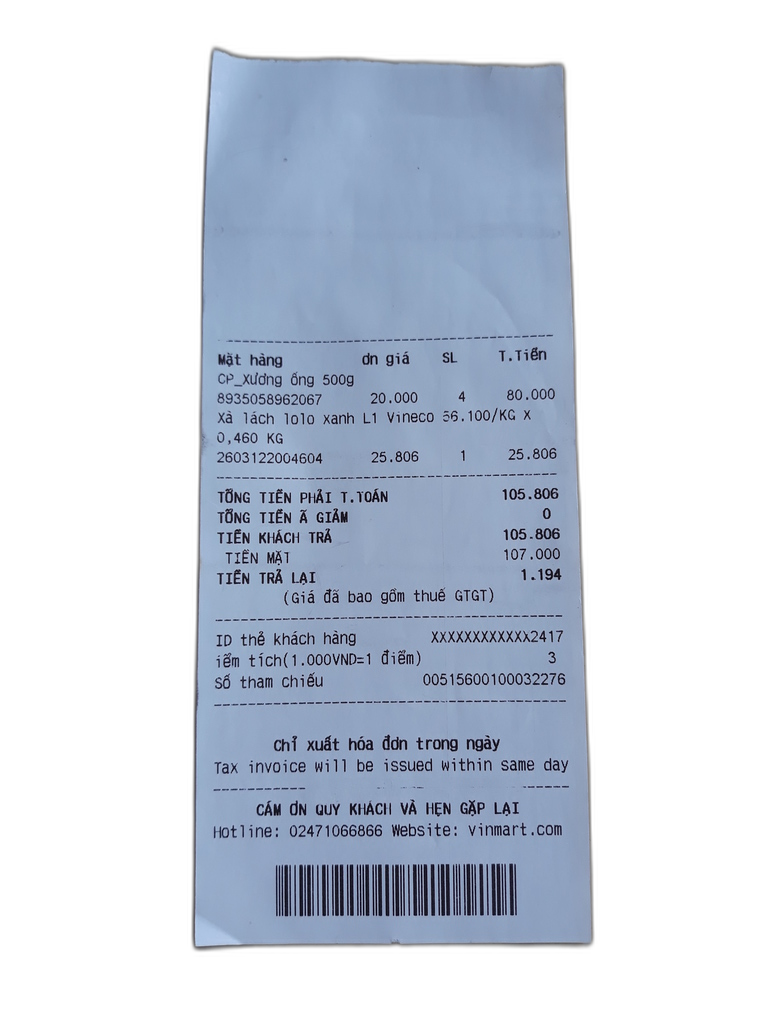 Mặt hàng ơn giá SL T.Tiền
CP_Xương ống 500g
8935058962067 20.000 4 80.000
Xà lách lolo xanh L1 Vineco 56.100/KG X
0,460 KG
2603122004604 25.806 1 25.806
TỔNG TIỀN PHẢI T.TOÁN 105.806
TỔNG TIỀN Ã GIẢM 0
TIỀN KHÁCH TRẢ 105.806
TIỀN MẶT 107.000
TIỀN TRẢ LẠI 1.194
(Giá đã bao gồm thuế GTGT)
ID thẻ khách hàng XXXXXXXXXXXXX2417
iểm tích(1.000VND=1 điểm) 3
Số tham chiếu 00515600100032276
Chỉ xuất hóa đơn trong ngày
Tax invoice will be issued within same day
CÁM ƠN QUÝ KHÁCH VÀ HẸN GẶP LẠI
Hotline: 02471066866 Website: vinmart.com